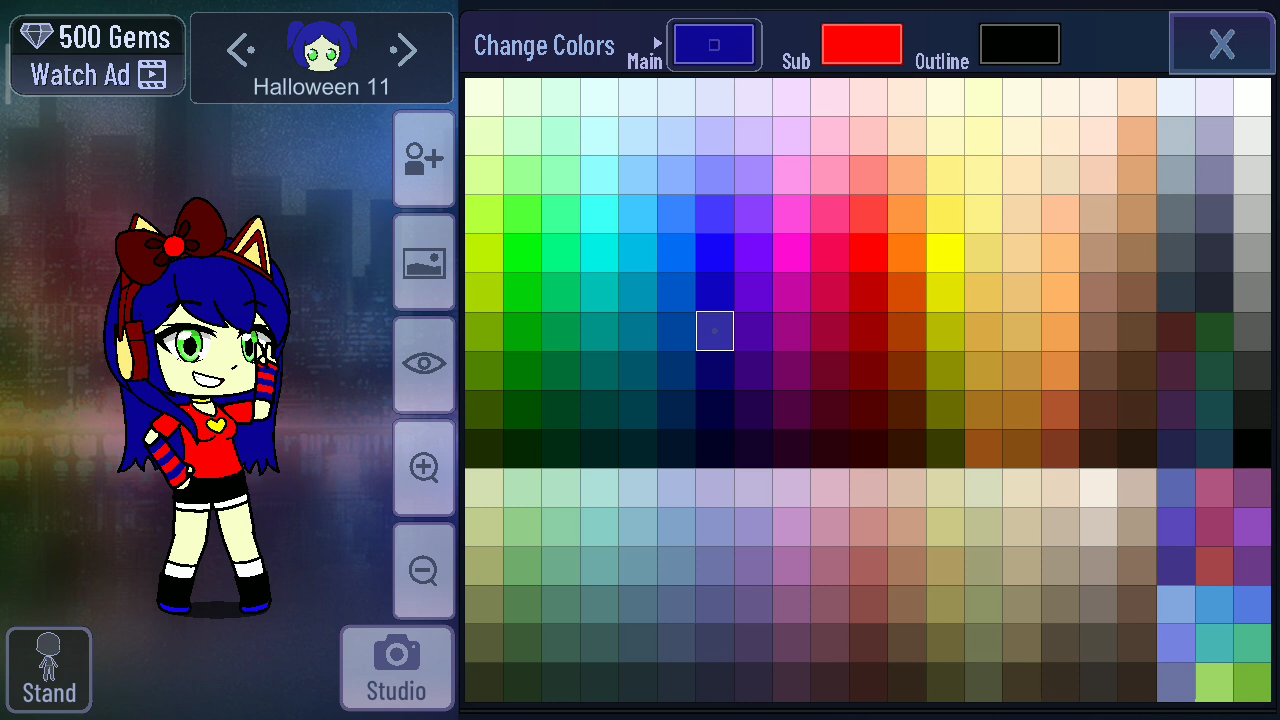 500 Gems
Watch Ad
Halloween 11
Change Colors
Main
Sub
Outline
X
Stand
Studio